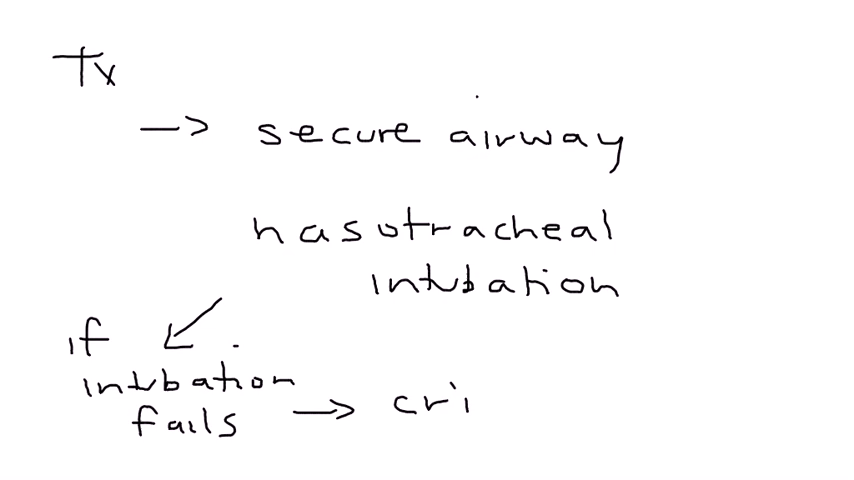 Tx
→ secure airway
nasotracheal
intubation
if
intubation
fails → cri